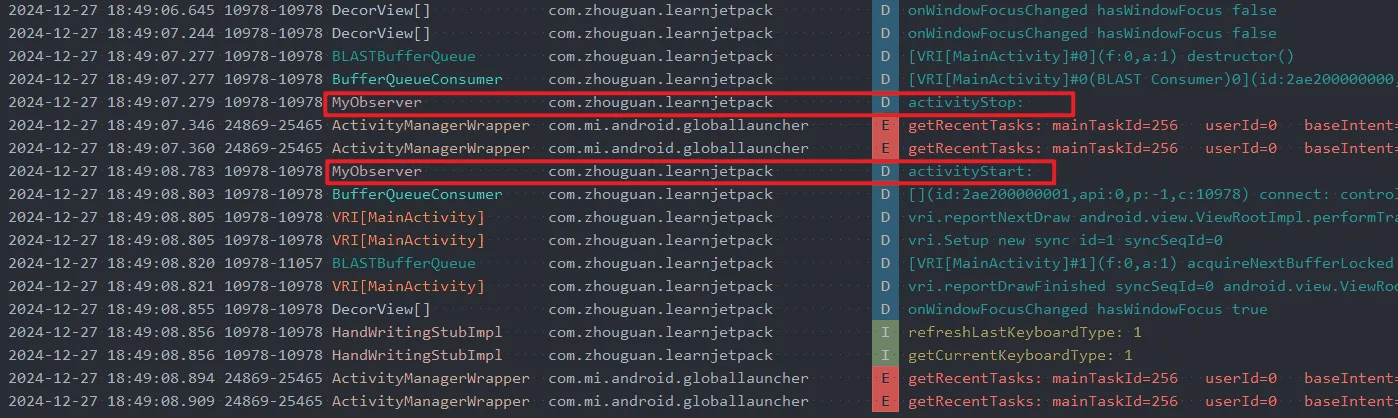 2024-12-27 18:49:06.645 10978-10978 DecorView[] com.zhouguan.learnjetpack D onWindowFocusChanged hasWindowFocus false
2024-12-27 18:49:07.244 10978-10978 DecorView[] com.zhouguan.learnjetpack D onWindowFocusChanged hasWindowFocus false
2024-12-27 18:49:07.277 10978-10978 BLASTBufferQueue com.zhouguan.learnjetpack D [VRI[MainActivity]#0](f:0,a:1) destructor()
2024-12-27 18:49:07.277 10978-10978 BufferQueueConsumer com.zhouguan.learnjetpack D [VRI[MainActivity]#0(BLAST Consumer)0](id:2ae200000000,
2024-12-27 18:49:07.279 10978-10978 MyObserver com.zhouguan.learnjetpack D activityStop:
2024-12-27 18:49:07.346 24869-25465 ActivityManagerWrapper com.mi.android.globallauncher E getRecentTasks: mainTaskId=256 userId=0 baseIntent=
2024-12-27 18:49:07.360 24869-25465 ActivityManagerWrapper com.mi.android.globallauncher E getRecentTasks: mainTaskId=256 userId=0 baseIntent=
2024-12-27 18:49:08.783 10978-10978 MyObserver com.zhouguan.learnjetpack D activityStart:
2024-12-27 18:49:08.803 10978-10978 BufferQueueConsumer com.zhouguan.learnjetpack D [](id:2ae200000001,api:0,p:-1,c:10978) connect: control
2024-12-27 18:49:08.805 10978-10978 VRI[MainActivity] com.zhouguan.learnjetpack D vri.reportNextDraw android.view.ViewRootImpl.performTra
2024-12-27 18:49:08.805 10978-10978 VRI[MainActivity] com.zhouguan.learnjetpack D vri.Setup new sync id=1 syncSeqId=0
2024-12-27 18:49:08.820 10978-11057 BLASTBufferQueue com.zhouguan.learnjetpack D [VRI[MainActivity]#1](f:0,a:1) acquireNextBufferLocked
2024-12-27 18:49:08.821 10978-10978 VRI[MainActivity] com.zhouguan.learnjetpack D vri.reportDrawFinished syncSeqId=0 android.view.ViewRoo
2024-12-27 18:49:08.855 10978-10978 DecorView[] com.zhouguan.learnjetpack D onWindowFocusChanged hasWindowFocus true
2024-12-27 18:49:08.856 10978-10978 HandWritingStubImpl com.zhouguan.learnjetpack I refreshLastKeyboardType: 1
2024-12-27 18:49:08.856 10978-10978 HandWritingStubImpl com.zhouguan.learnjetpack I getCurrentKeyboardType: 1
2024-12-27 18:49:08.894 24869-25465 ActivityManagerWrapper com.mi.android.globallauncher E getRecentTasks: mainTaskId=256 userId=0 baseIntent=
2024-12-27 18:49:08.909 24869-25465 ActivityManagerWrapper com.mi.android.globallauncher E getRecentTasks: mainTaskId=256 userId=0 baseIntent=